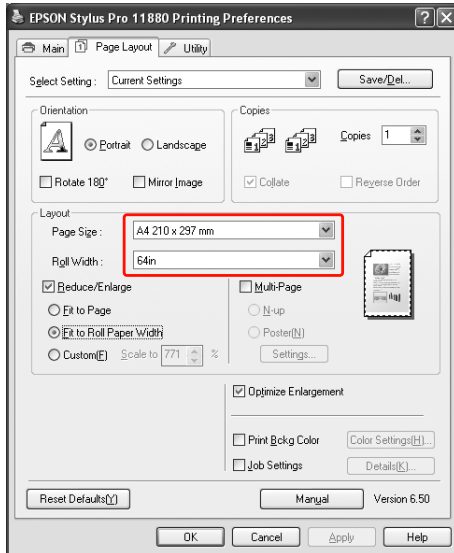 EPSON Stylus Pro 11880 Printing Preferences
Main Page Layout Utility
Select Setting : Current Settings Save/Del...
Orientation
Portrait Landscape
Rotate 180° Mirror Image
Copies
Copies 1
Collate Reverse Order
Layout
Page Size : A4 210 x 297 mm
Roll Width : 64in
Reduce/Enlarge
Fit to Page
Fit to Roll Paper Width
Custom(F) Scale to 771 %
Multi-Page
N-up
Poster(N)
Settings...
Optimize Enlargement
Print Bckg Color Color Settings(H)...
Job Settings Details(K)...
Reset Defaults(Y) Manual Version 6.50
OK Cancel Apply Help